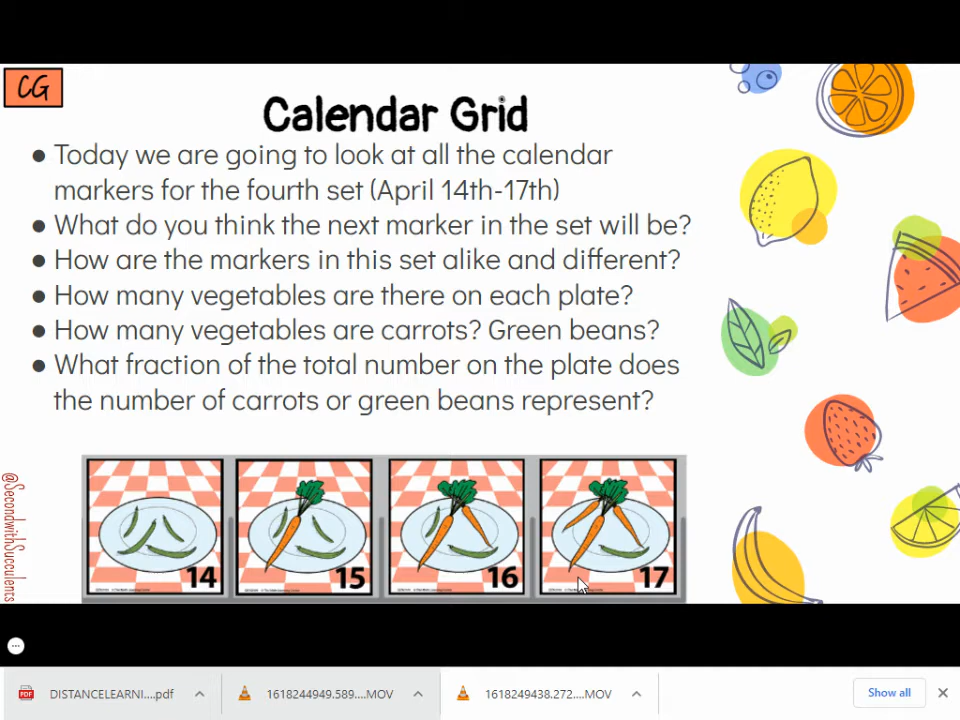 CG
Calendar Grid
● Today we are going to look at all the calendar
markers for the fourth set (April 14th-17th)
● What do you think the next marker in the set will be?
● How are the markers in this set alike and different?
● How many vegetables are there on each plate?
● How many vegetables are carrots? Green beans?
● What fraction of the total number on the plate does
the number of carrots or green beans represent?
@SecondwithSucculents
14
15
16
17
DISTANCELEARNI....pdf
1618244949.589....MOV
1618249438.272....MOV
Show all